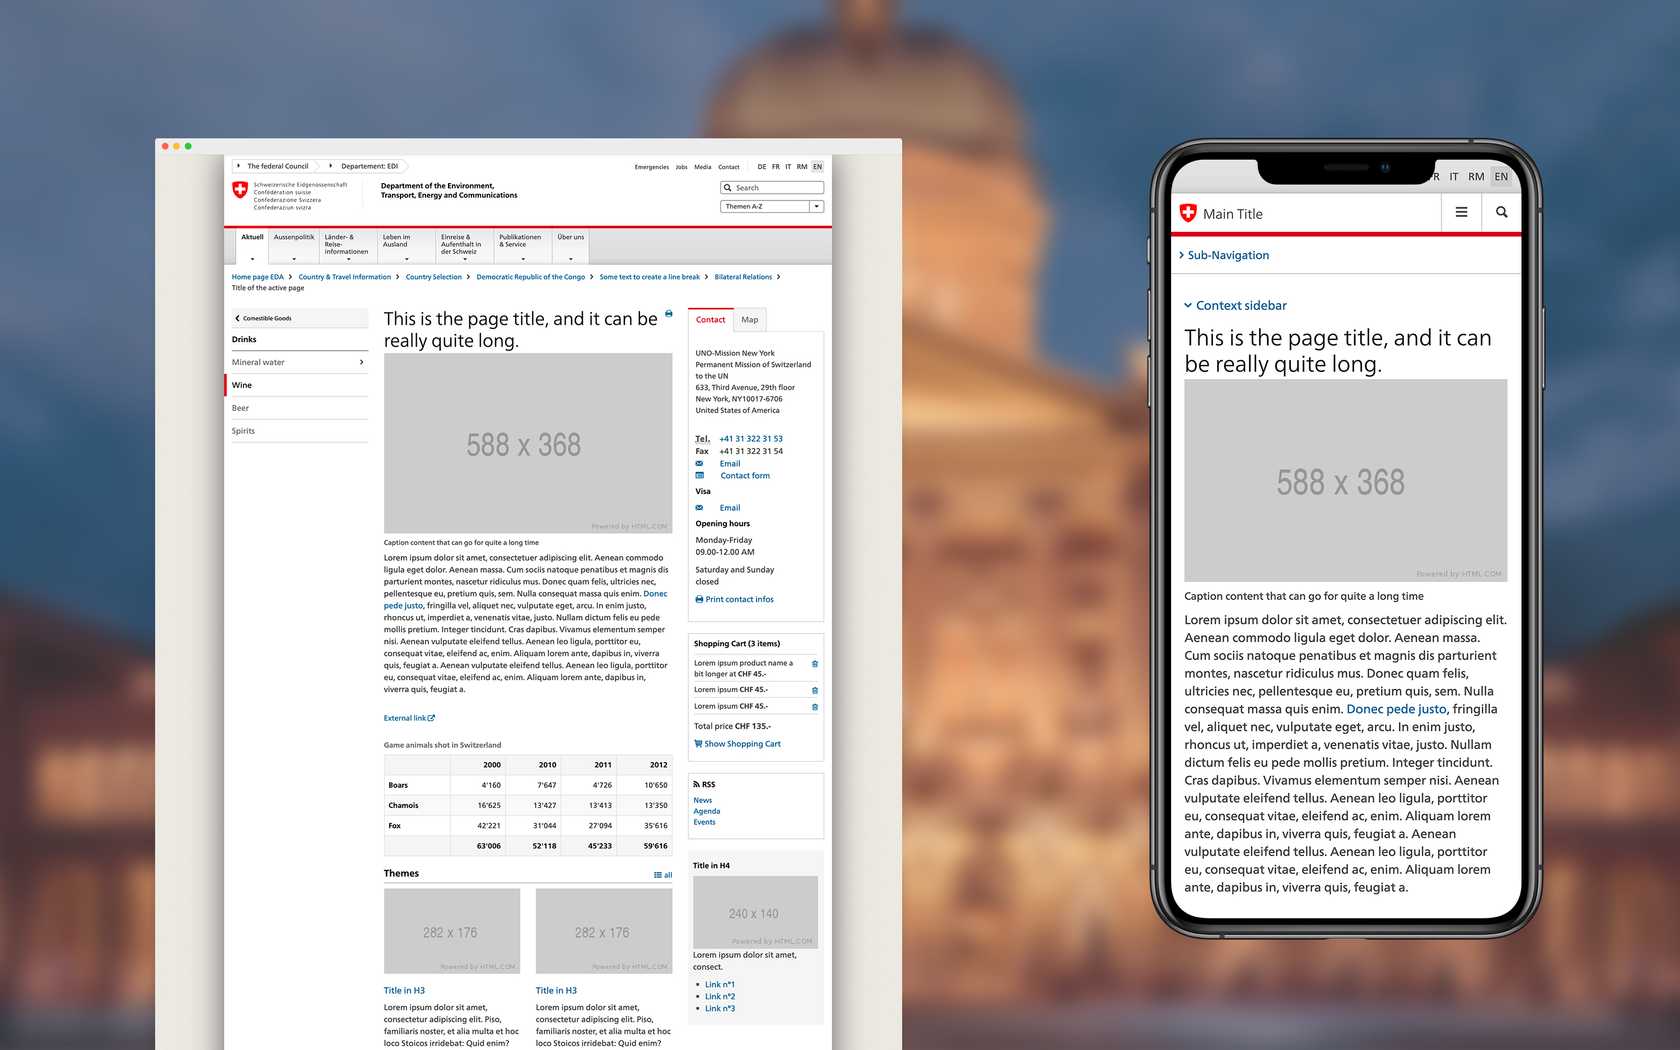 The federal Council
Departement: EDI
Emergencies Jobs Media Contact DE FR IT RM EN
Schweizerische Eidgenossenschaft
Confédération suisse
Confederazione Svizzera
Confederaziun svizra
Department of the Environment,
Transport, Energy and Communications
Search
Themen A-Z
Aktuell
Aussenpolitik
Länder- &
Reise-
informationen
Leben im
Ausland
Einreise &
Aufenthalt in
der Schweiz
Publikationen
& Service
Über uns
Home page EDA Country & Travel Information Country Selection Democratic Republic of the Congo Some text to create a line break Bilateral Relations
Title of the active page
Comestible Goods
Drinks
Mineral water
Wine
Beer
Spirits
This is the page title, and it can be
really quite long.
588 x 368
Powered by HTML.COM
Caption content that can go for quite a long time
Lorem ipsum dolor sit amet, consectetuer adipiscing elit. Aenean commodo
ligula eget dolor. Aenean massa. Cum sociis natoque penatibus et magnis dis
parturient montes, nascetur ridiculus mus. Donec quam felis, ultricies nec,
pellentesque eu, pretium quis, sem. Nulla consequat massa quis enim. Donec
pede justo, fringilla vel, aliquet nec, vulputate eget, arcu. In enim justo,
rhoncus ut, imperdiet a, venenatis vitae, justo. Nullam dictum felis eu pede
mollis pretium. Integer tincidunt. Cras dapibus. Vivamus elementum semper
nisi. Aenean vulputate eleifend tellus. Aenean leo ligula, porttitor eu,
consequat vitae, eleifend ac, enim. Aliquam lorem ante, dapibus in, viverra
quis, feugiat a. Aenean vulputate eleifend tellus. Aenean leo ligula, porttitor
eu, consequat vitae, eleifend ac, enim. Aliquam lorem ante, dapibus in,
viverra quis, feugiat a.
External link
Game animals shot in Switzerland
2000 2010 2011 2012
Boars 4'160 7'647 4'726 10'650
Chamois 16'625 13'427 13'413 13'350
Fox 42'221 31'044 27'094 35'616
63'006 52'118 45'233 59'616
Themes all
282 x 176
Powered by HTML.COM
Title in H3
Lorem ipsum dolor sit amet,
consectetur adipiscing elit. Piso,
familiaris noster, et alia multa et hoc
loco Stoicos irridebat: Quid enim?
282 x 176
Powered by HTML.COM
Title in H3
Lorem ipsum dolor sit amet,
consectetur adipiscing elit. Piso,
familiaris noster, et alia multa et hoc
loco Stoicos irridebat: Quid enim?
Contact Map
UNO-Mission New York
Permanent Mission of Switzerland
to the UN
633, Third Avenue, 29th floor
New York, NY10017-6706
United States of America
Tel. +41 31 322 31 53
Fax +41 31 322 31 54
Email
Contact form
Visa
Email
Opening hours
Monday-Friday
09.00-12.00 AM
Saturday and Sunday
closed
Print contact infos
Shopping Cart (3 items)
Lorem ipsum product name a
bit longer at CHF 45.-
Lorem ipsum CHF 45.-
Lorem ipsum CHF 45.-
Total price CHF 135.-
Show Shopping Cart
RSS
News
Agenda
Events
Title in H4
240 x 140
Powered by HTML.COM
Lorem ipsum dolor sit amet,
consect.
Link n°1
Link n°2
Link n°3
FR IT RM EN
Main Title
Sub-Navigation
Context sidebar
This is the page title, and it can
be really quite long.
588 x 368
Powered by HTML.COM
Caption content that can go for quite a long time
Lorem ipsum dolor sit amet, consectetuer adipiscing elit.
Aenean commodo ligula eget dolor. Aenean massa.
Cum sociis natoque penatibus et magnis dis parturient
montes, nascetur ridiculus mus. Donec quam felis,
ultricies nec, pellentesque eu, pretium quis, sem. Nulla
consequat massa quis enim. Donec pede justo, fringilla
vel, aliquet nec, vulputate eget, arcu. In enim justo,
rhoncus ut, imperdiet a, venenatis vitae, justo. Nullam
dictum felis eu pede mollis pretium. Integer tincidunt.
Cras dapibus. Vivamus elementum semper nisi. Aenean
vulputate eleifend tellus. Aenean leo ligula, porttitor
eu, consequat vitae, eleifend ac, enim. Aliquam lorem
ante, dapibus in, viverra quis, feugiat a. Aenean
vulputate eleifend tellus. Aenean leo ligula, porttitor
eu, consequat vitae, eleifend ac, enim. Aliquam lorem
ante, dapibus in, viverra quis, feugiat a.